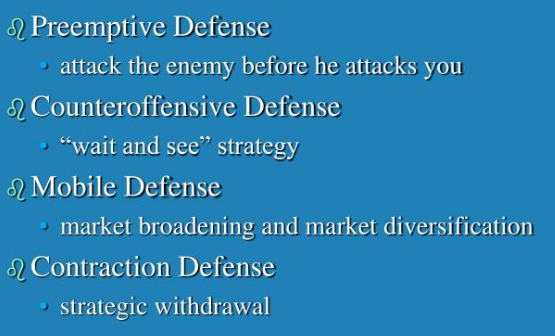 Preemptive Defense
attack the enemy before he attacks you
Counteroffensive Defense
“wait and see” strategy
Mobile Defense
market broadening and market diversification
Contraction Defense
strategic withdrawal